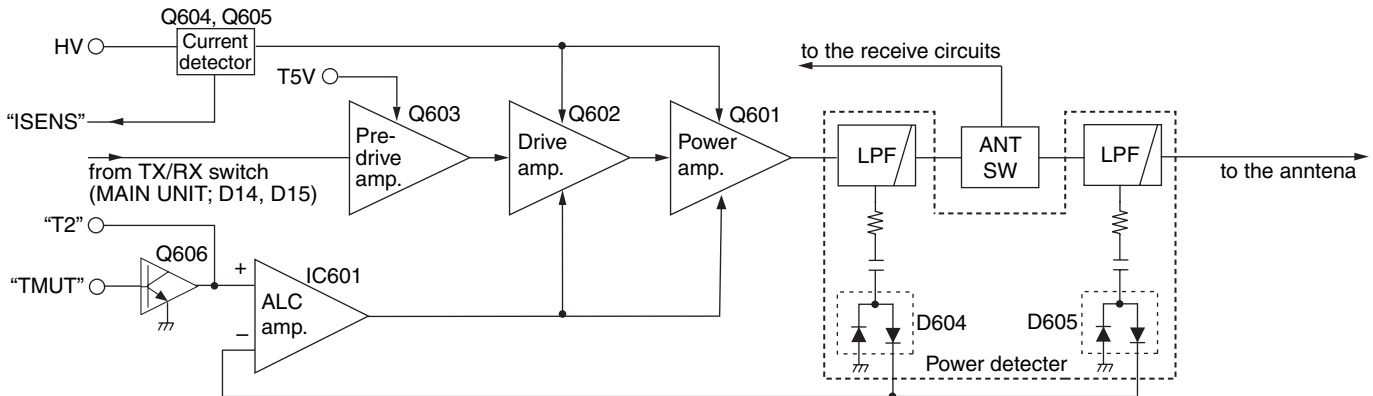 Q604, Q605
HV
Current
detector
to the receive circuits
T5V
"ISENS"
Q603
Q602
Q601
Pre-
drive
amp.
Drive
amp.
Power
amp.
LPF
ANT
SW
LPF
from TX/RX switch
(MAIN UNIT; D14, D15)
to the anntena
"T2"
Q606
"TMUT"
+
IC601
ALC
amp.
–
D604
D605
Power detecter